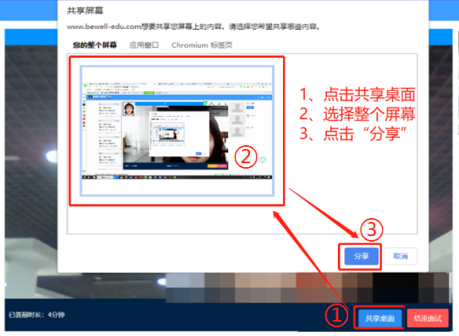 共享屏幕
www.bewell-edu.com想要共享您屏幕上的内容。请选择您希望共享哪些内容。
您的整个屏幕 应用窗口 Chromium 标签页
1、点击共享桌面
2、选择整个屏幕
3、点击“分享”
②
③
分享 取消
已答辩时长：4分钟
①
共享桌面 结束面试